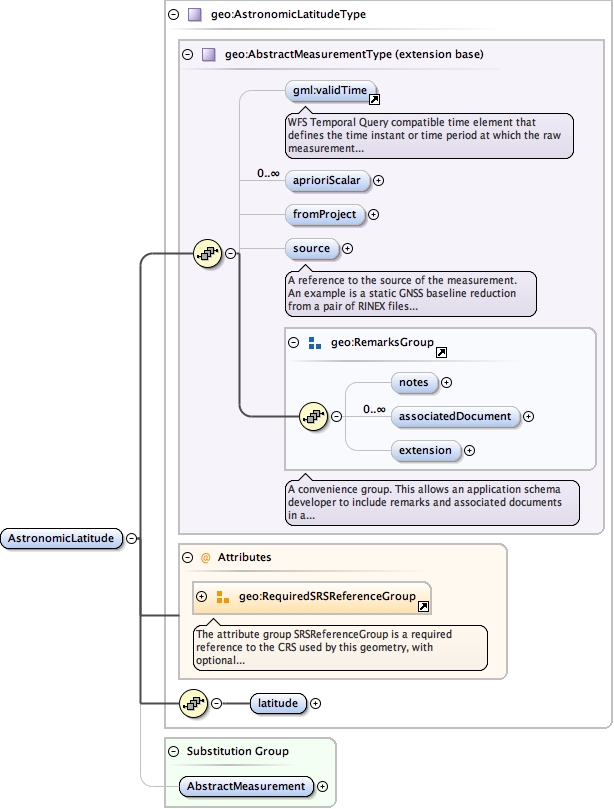 geo:AstronomicLatitudeType
geo:AbstractMeasurementType (extension base)
gml:validTime
WFS Temporal Query compatible time element that
defines the time instant or time period at which the raw
measurement...
0..∞
aprioriScalar
fromProject
source
A reference to the source of the measurement.
An example is a static GNSS baseline reduction
from a pair of RINEX files...
geo:RemarksGroup
notes
0..∞
associatedDocument
extension
A convenience group. This allows an application schema
developer to include remarks and associated documents
in a...
AstronomicLatitude
@ Attributes
geo:RequiredSRSReferenceGroup
The attribute group SRSReferenceGroup is a required
reference to the CRS used by this geometry, with
optional...
latitude
Substitution Group
AbstractMeasurement